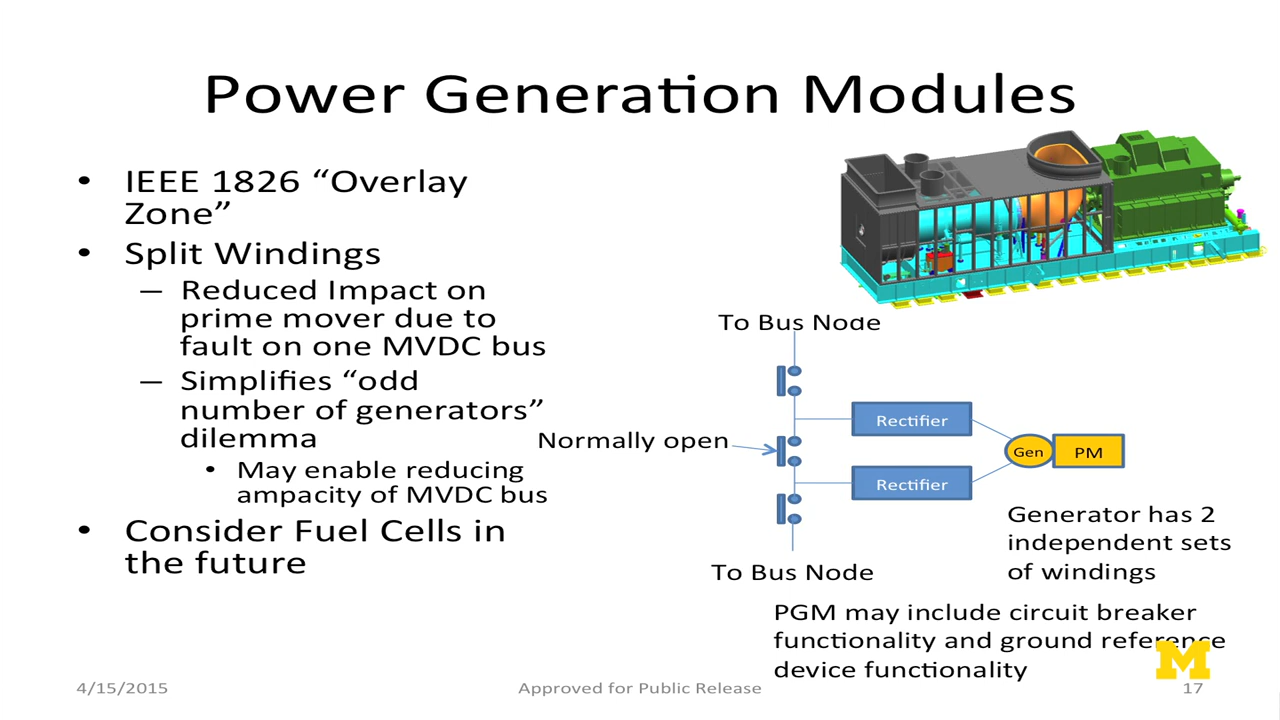 Power Generation Modules
• IEEE 1826 “Overlay
Zone”
• Split Windings
– Reduced Impact on
prime mover due to
fault on one MVDC bus
– Simplifies “odd
number of generators”
dilemma
• May enable reducing
ampacity of MVDC bus
• Consider Fuel Cells in
the future
To Bus Node
Normally open
Rectifier
Rectifier
Gen
PM
To Bus Node
Generator has 2
independent sets
of windings
PGM may include circuit breaker
functionality and ground reference
device functionality
M
4/15/2015
Approved for Public Release
17